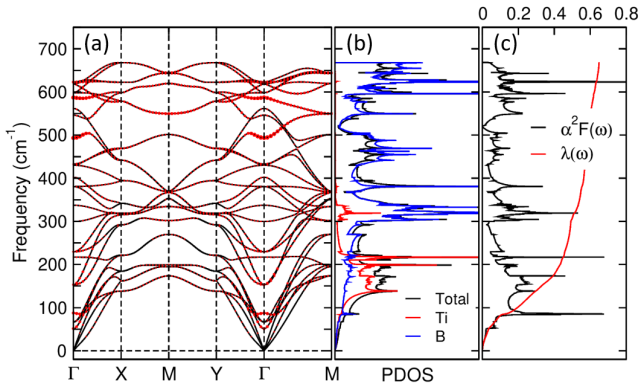 0 0.2 0.4 0.6 0.8
(a) (b) (c)
700
600
500
400
300
200
100
0
Frequency (cm⁻¹)
α²F(ω)
λ(ω)
Total
Ti
B
Γ X M Y Γ M PDOS